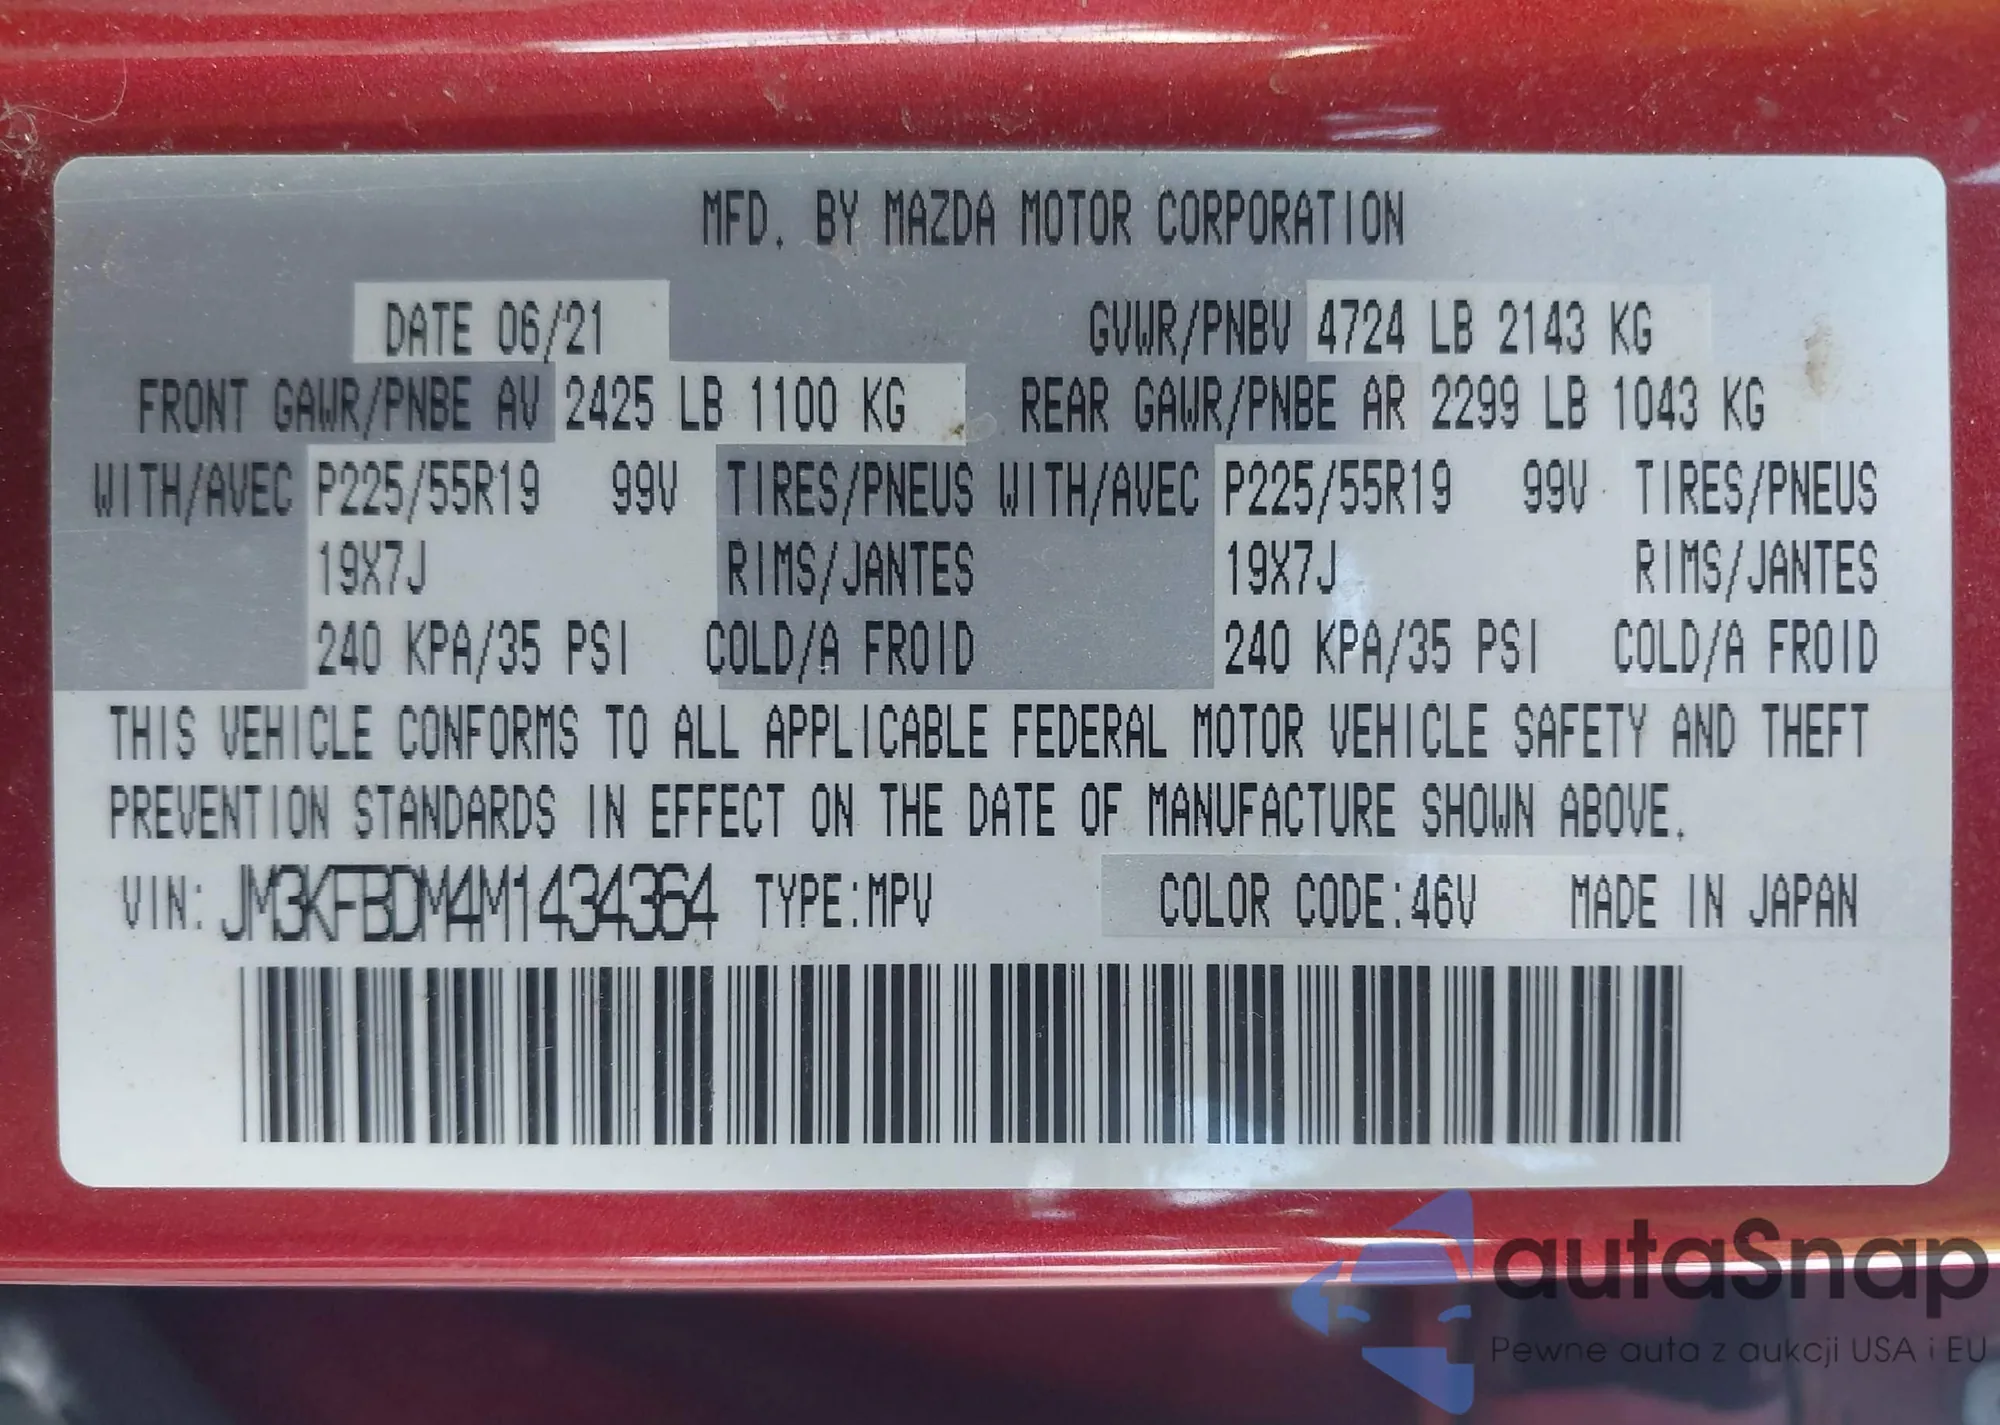 MFD. BY MAZDA MOTOR CORPORATION
DATE 06/21 GVWR/PNBV 4724 LB 2143 KG
FRONT GAWR/PNBE AV 2425 LB 1100 KG REAR GAWR/PNBE AR 2299 LB 1043 KG
WITH/AVEC P225/55R19 99V TIRES/PNEUS WITH/AVEC P225/55R19 99V TIRES/PNEUS
19X7J RIMS/JANTES 19X7J RIMS/JANTES
240 KPA/35 PSI COLD/A FROID 240 KPA/35 PSI COLD/A FROID
THIS VEHICLE CONFORMS TO ALL APPLICABLE FEDERAL MOTOR VEHICLE SAFETY AND THEFT
PREVENTION STANDARDS IN EFFECT ON THE DATE OF MANUFACTURE SHOWN ABOVE.
VIN: JM3KFBDM4M1434364 TYPE:MPV COLOR CODE:46V MADE IN JAPAN
autaSnap
Pewne auta z aukcji USA i EU